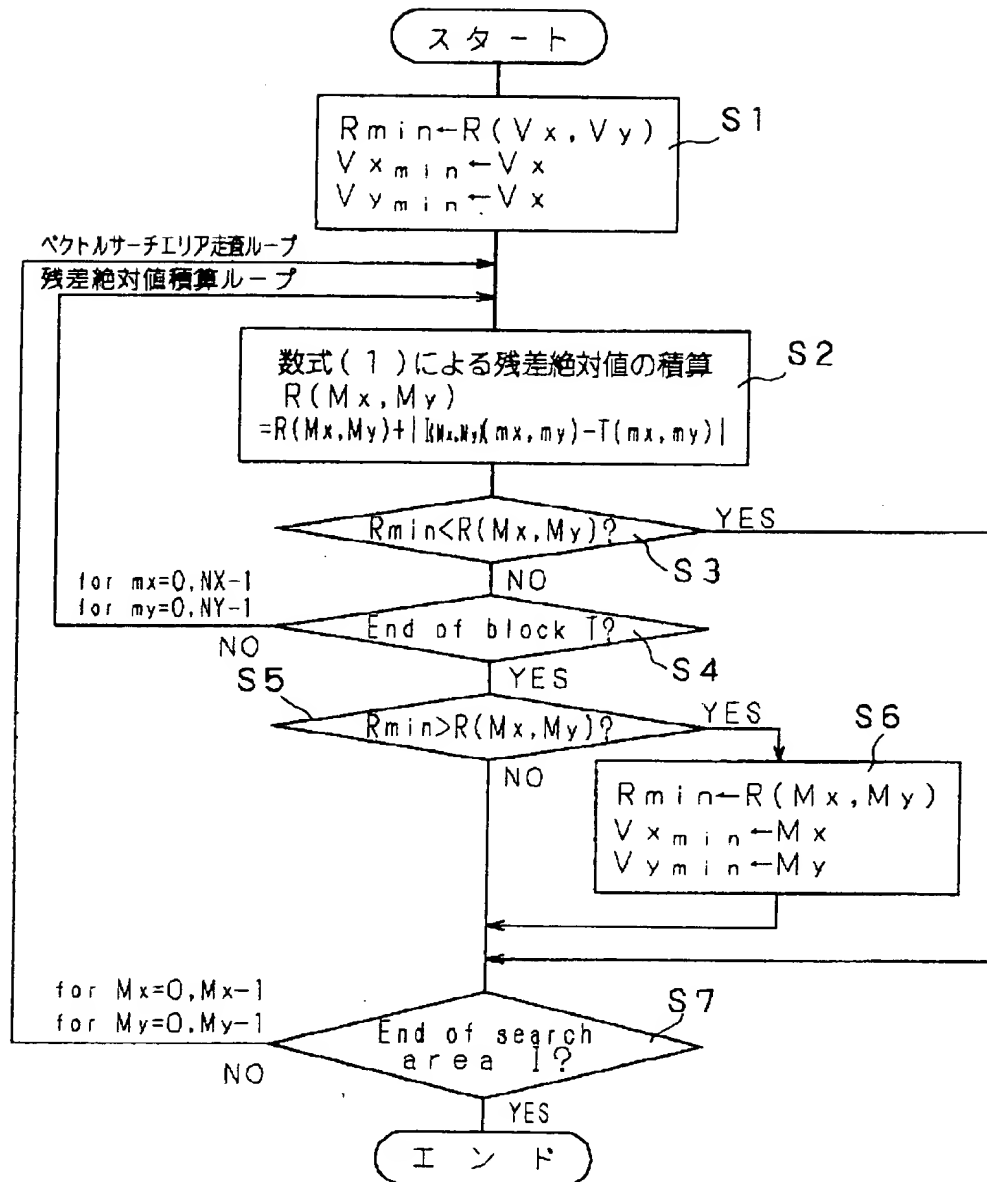 スタート
S1
Rmin←R(Vx,Vy)
Vxmin←Vx
Vymin←Vx
ベクトルサーチエリア走査ループ
残差絶対値積算ループ
S2
数式(1)による残差絶対値の積算
R(Mx,My)
=R(Mx,My)+|I(Mx,My)(mx,my)-T(mx,my)|
Rmin<R(Mx,My)?
YES
S3
NO
for mx=0,NX-1
for my=0,NY-1
End of block T?
NO
S4
YES
S5
Rmin>R(Mx,My)?
YES
S6
NO
Rmin←R(Mx,My)
Vxmin←Mx
Vymin←My
for Mx=0,Mx-1
for My=0,My-1
S7
End of search
area I?
NO
YES
エンド